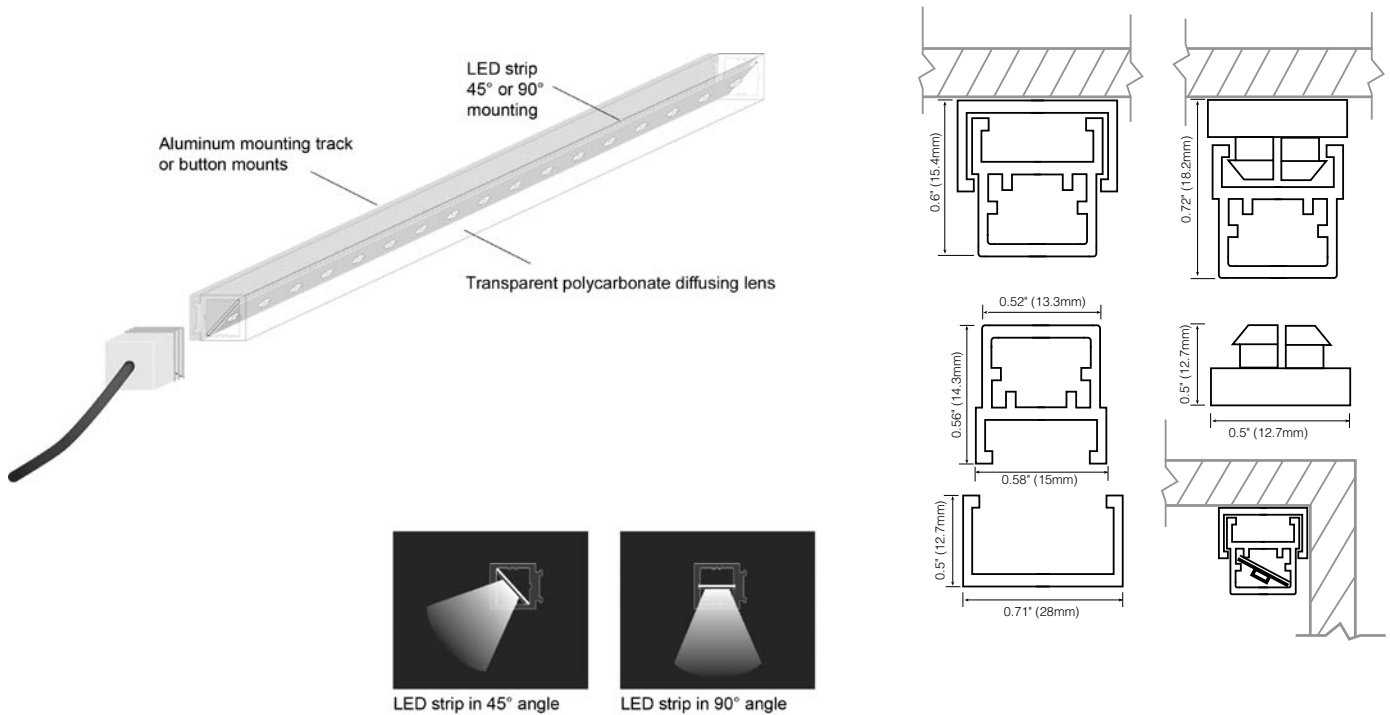 LED strip
45° or 90°
mounting
Aluminum mounting track
or button mounts
Transparent polycarbonate diffusing lens
LED strip in 45° angle
LED strip in 90° angle
0.6" (15.4mm)
0.72" (18.2mm)
0.52" (13.3mm)
0.56" (14.3mm)
0.58" (15mm)
0.5" (12.7mm)
0.5" (12.7mm)
0.5" (12.7mm)
0.71" (28mm)